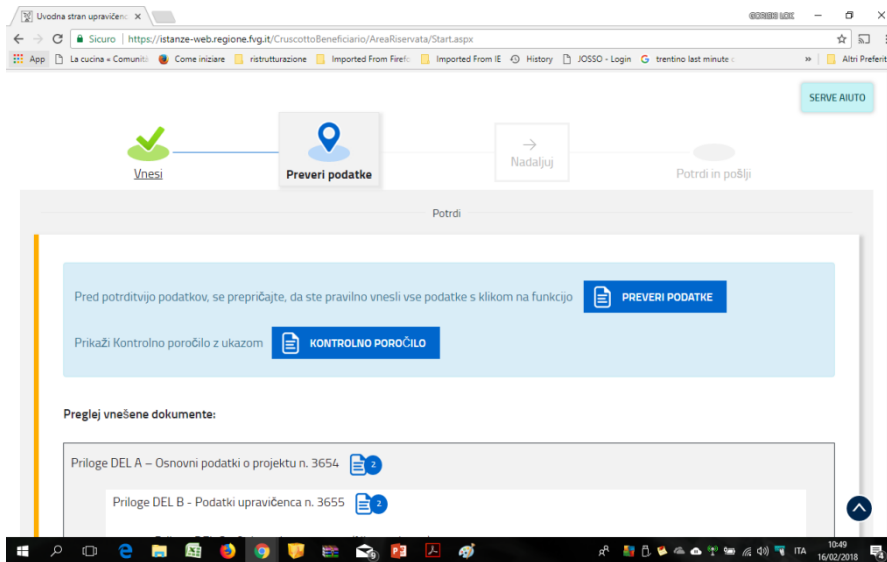 Uvodna stran upravičenc
Sicuro | https://istanze-web.regione.fvg.it/CruscottoBeneficiario/AreaRiservata/Start.aspx
App La cucina « Comunità Come iniziare ristrutturazione Imported From Firefo Imported From IE History JOSSO - Login trentino last minute : » Altri Preferiti
SERVE AIUTO
Vnesi Preveri podatke Nadaljuj Potrdi in pošlji
Potrdi
Pred potrditvijo podatkov, se prepričajte, da ste pravilno vnesli vse podatke s klikom na funkcijo PREVERI PODATKE
Prikaži Kontrolno poročilo z ukazom KONTROLNO POROČILO
Preglej vnešene dokumente:
Priloge DEL A – Osnovni podatki o projektu n. 3654 2
Priloge DEL B - Podatki upravičenca n. 3655 2
ITA 10:49
16/02/2018